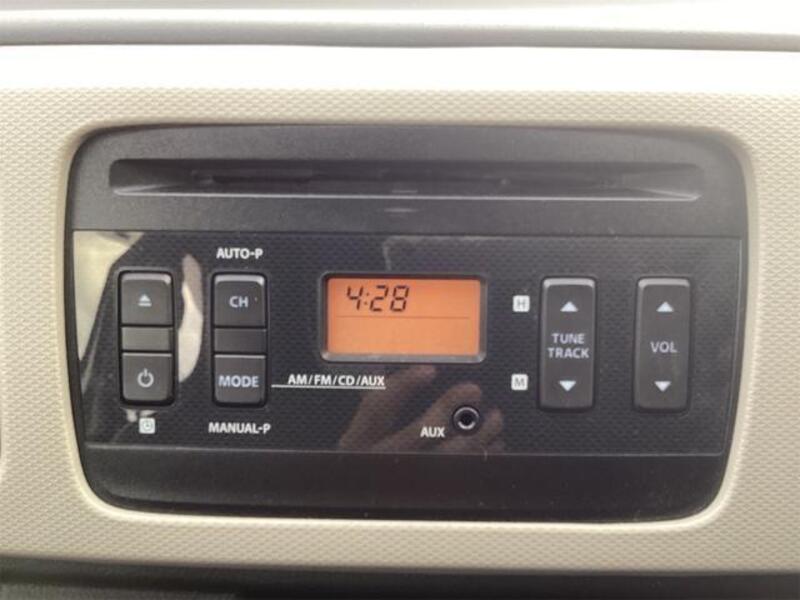 AUTO-P
CH
MODE
MANUAL-P
4:28
AM/FM/CD/AUX
AUX
H
M
TUNE
TRACK
VOL